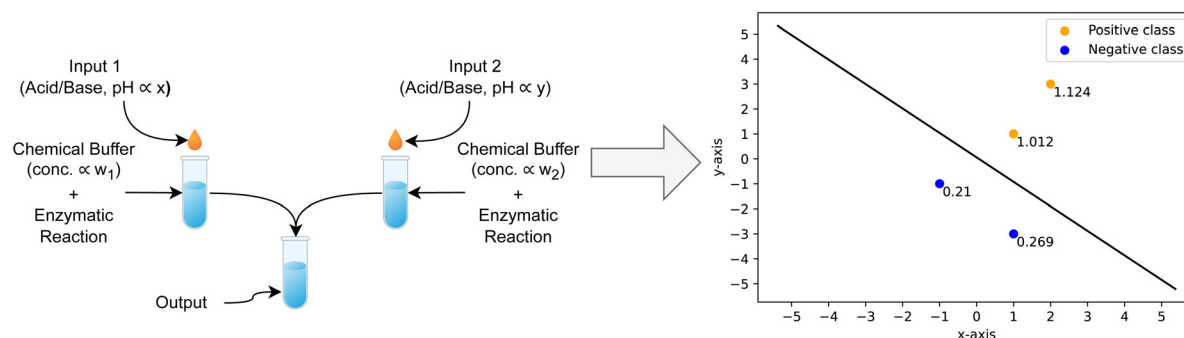 Input 1
(Acid/Base, pH ∝ x)
Input 2
(Acid/Base, pH ∝ y)
Chemical Buffer
(conc. ∝ w₁)
+
Enzymatic
Reaction
Chemical Buffer
(conc. ∝ w₂)
+
Enzymatic
Reaction
Output
Positive class
Negative class
1.124
1.012
0.21
0.269
y-axis
5
4
3
2
1
0
−1
−2
−3
−4
−5
−5 −4 −3 −2 −1 0 1 2 3 4 5
x-axis